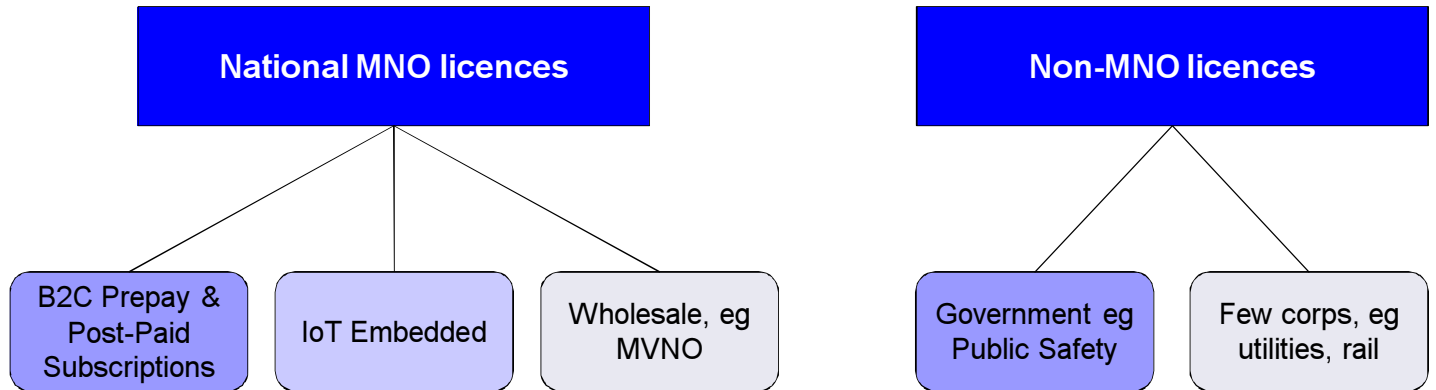 National MNO licences
Non-MNO licences
B2C Prepay &
Post-Paid
Subscriptions
IoT Embedded
Wholesale, eg
MVNO
Government eg
Public Safety
Few corps, eg
utilities, rail